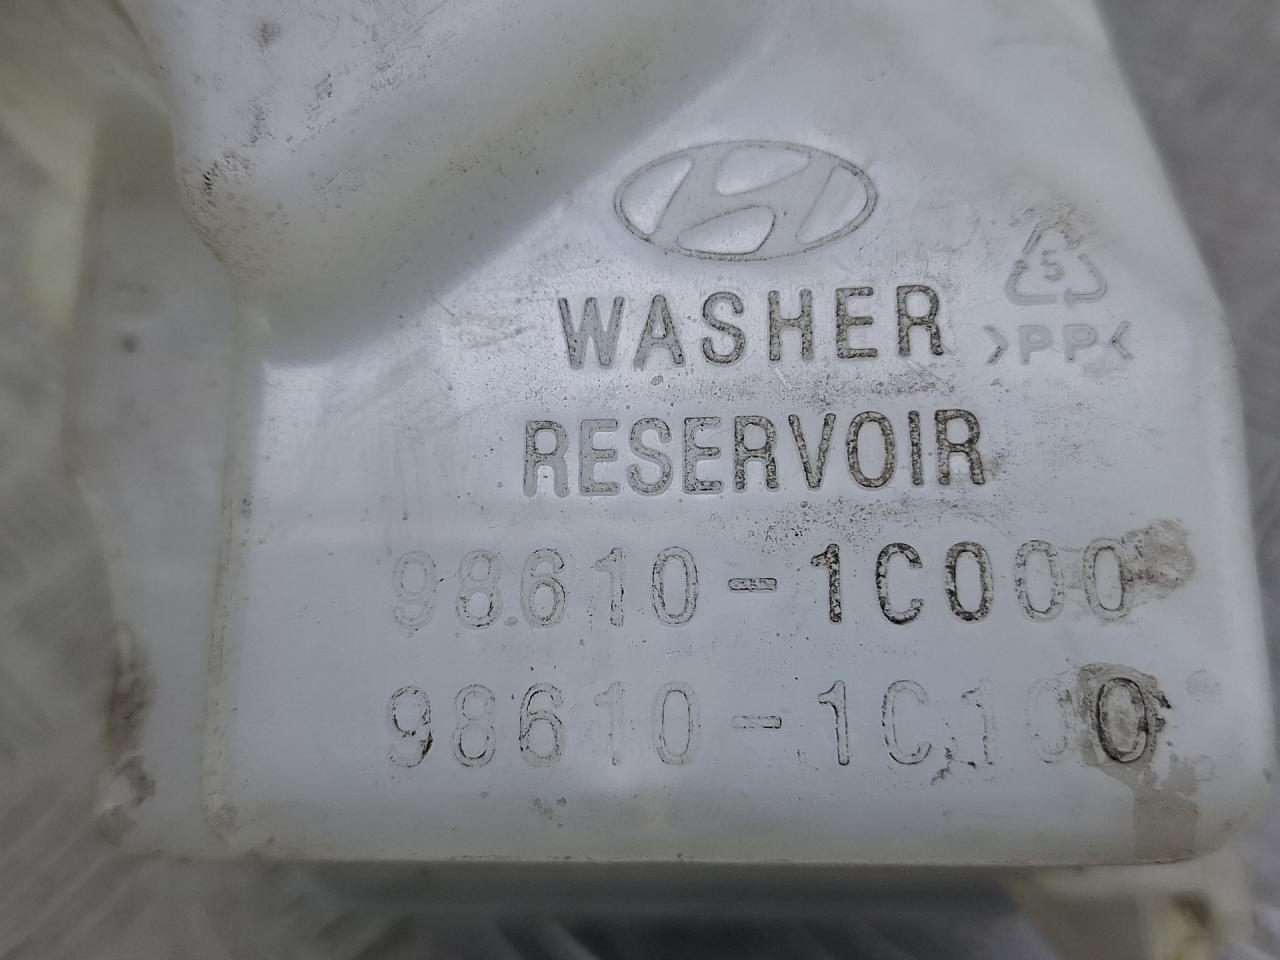 5
WASHER >PP<
RESERVOIR
98610-1C000
98610-1C100